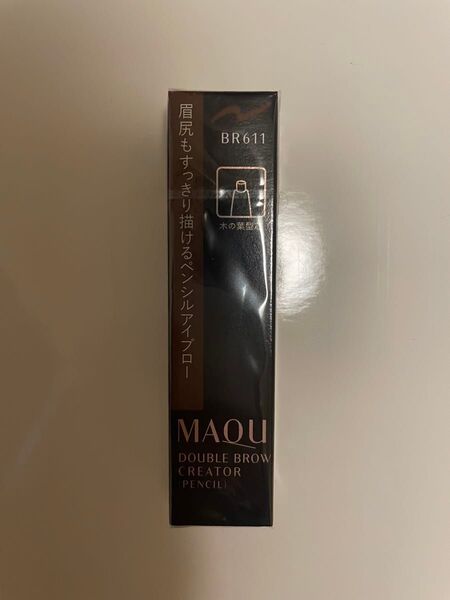 眉尻もすっきり描けるペンシルアイブロー
BR611
木の葉型芯
MAQU
DOUBLE BROW
CREATOR
(PENCIL)